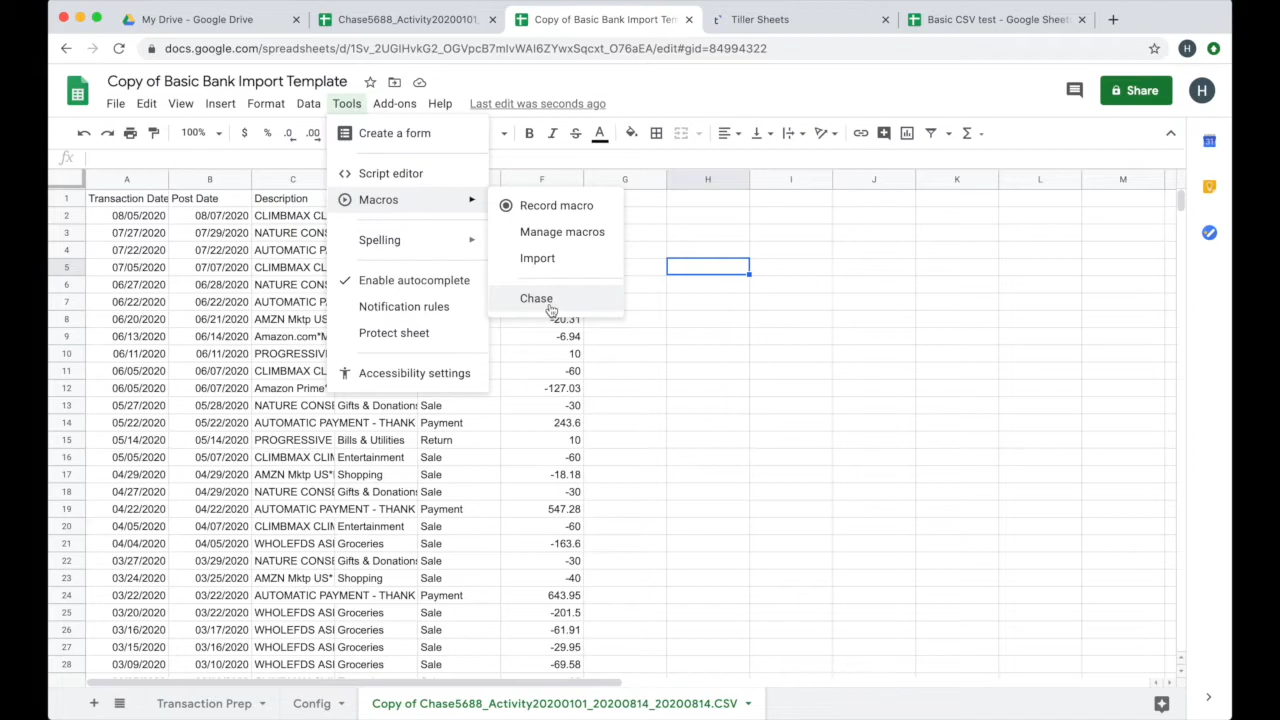 My Drive - Google Drive
Chase5688_Activity20200101_
Copy of Basic Bank Import Tem
Tiller Sheets
Basic CSV test - Google Sheet
docs.google.com/spreadsheets/d/1Sv_2UGIHvkG2_OGVpcB7mIvWAI6ZYwxSqcxt_O76aEA/edit#gid=84994322
H
Copy of Basic Bank Import Template
File Edit View Insert Format Data Tools Add-ons Help Last edit was seconds ago
Share
H
100% $ % .0 .00 B I S A
fx
Create a form
Script editor
Macros
Spelling
Enable autocomplete
Notification rules
Protect sheet
Accessibility settings
Record macro
Manage macros
Import
Chase
31
A B C F G H I J K L M
1 Transaction Date Post Date Description
2 08/05/2020 08/07/2020 CLIMBMAX CL
3 07/27/2020 07/29/2020 NATURE CONS
4 07/22/2020 07/22/2020 AUTOMATIC P
5 07/05/2020 07/07/2020 CLIMBMAX CL
6 06/27/2020 06/28/2020 NATURE CONS
7 06/22/2020 06/22/2020 AUTOMATIC P
8 06/20/2020 06/21/2020 AMZN Mktp US -20.31
9 06/13/2020 06/14/2020 Amazon.com*M -6.94
10 06/11/2020 06/11/2020 PROGRESSIVE 10
11 06/05/2020 06/07/2020 CLIMBMAX CL -60
12 06/05/2020 06/07/2020 Amazon Prime* -127.03
13 05/27/2020 05/28/2020 NATURE CONSE Gifts & Donations Sale -30
14 05/22/2020 05/22/2020 AUTOMATIC PAYMENT - THANK Payment 243.6
15 05/14/2020 05/14/2020 PROGRESSIVE Bills & Utilities Return 10
16 05/05/2020 05/07/2020 CLIMBMAX CLIM Entertainment Sale -60
17 04/29/2020 04/29/2020 AMZN Mktp US* Shopping Sale -18.18
18 04/27/2020 04/29/2020 NATURE CONSE Gifts & Donations Sale -30
19 04/22/2020 04/22/2020 AUTOMATIC PAYMENT - THANK Payment 547.28
20 04/05/2020 04/07/2020 CLIMBMAX CLIM Entertainment Sale -60
21 04/04/2020 04/05/2020 WHOLEFDS ASI Groceries Sale -163.6
22 03/27/2020 03/29/2020 NATURE CONSE Gifts & Donations Sale -30
23 03/24/2020 03/25/2020 AMZN Mktp US* Shopping Sale -40
24 03/22/2020 03/22/2020 AUTOMATIC PAYMENT - THANK Payment 643.95
25 03/20/2020 03/22/2020 WHOLEFDS ASI Groceries Sale -201.5
26 03/16/2020 03/17/2020 WHOLEFDS ASI Groceries Sale -61.91
27 03/15/2020 03/16/2020 WHOLEFDS ASI Groceries Sale -29.95
28 03/09/2020 03/10/2020 WHOLEFDS ASI Groceries Sale -69.58
Transaction Prep
Config
Copy of Chase5688_Activity20200101_20200814_20200814.CSV